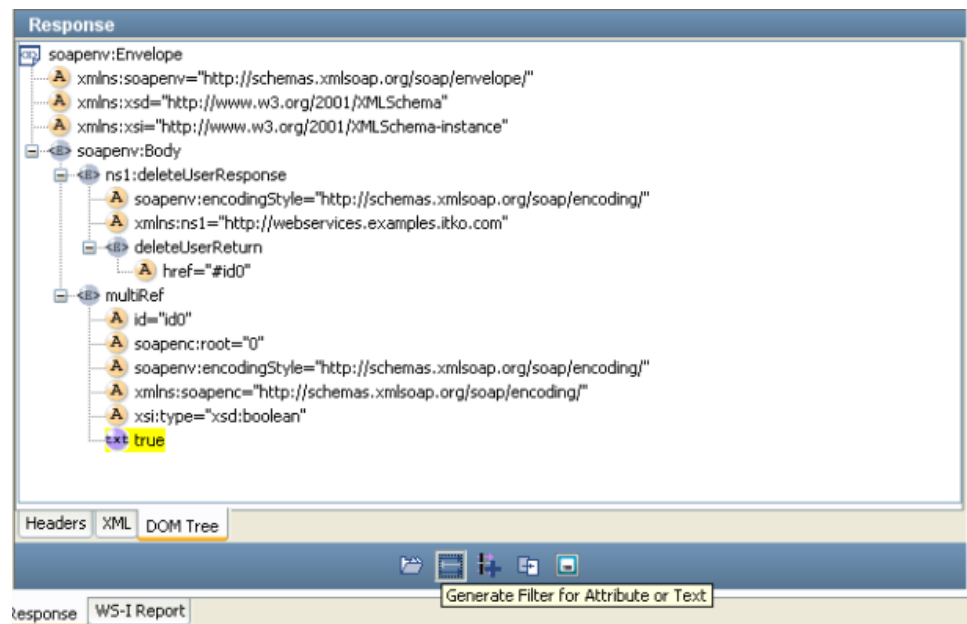 Response
soapenv:Envelope
A xmlns:soapenv="http://schemas.xmlsoap.org/soap/envelope/"
A xmlns:xsd="http://www.w3.org/2001/XMLSchema"
A xmlns:xsi="http://www.w3.org/2001/XMLSchema-instance"
<E> soapenv:Body
<E> ns1:deleteUserResponse
A soapenv:encodingStyle="http://schemas.xmlsoap.org/soap/encoding/"
A xmlns:ns1="http://webservices.examples.itko.com"
<E> deleteUserReturn
A href="#id0"
<E> multiRef
A id="id0"
A soapenc:root="0"
A soapenv:encodingStyle="http://schemas.xmlsoap.org/soap/encoding/"
A xmlns:soapenc="http://schemas.xmlsoap.org/soap/encoding/"
A xsi:type="xsd:boolean"
txt true
Headers XML DOM Tree
Generate Filter for Attribute or Text
Response WS-I Report